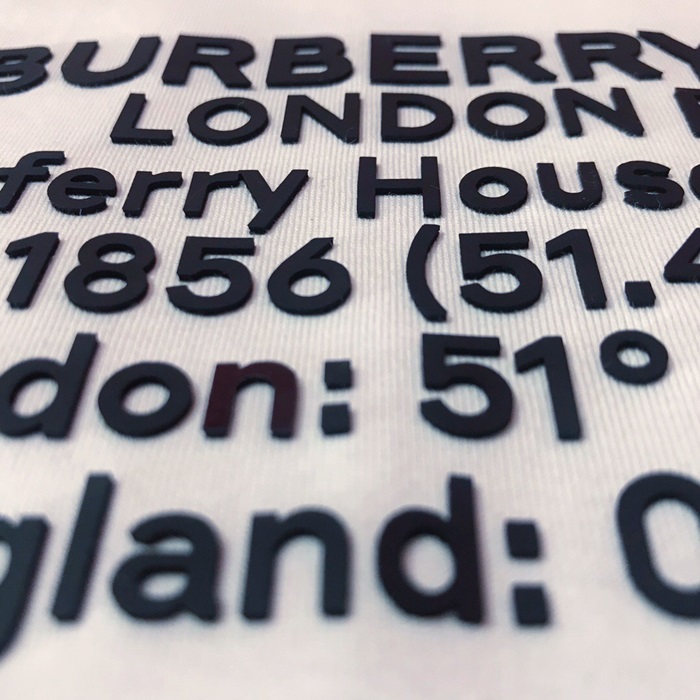 BURBERRY
LONDON
ferry House
1856 (51.4
don: 51°
gland: 0